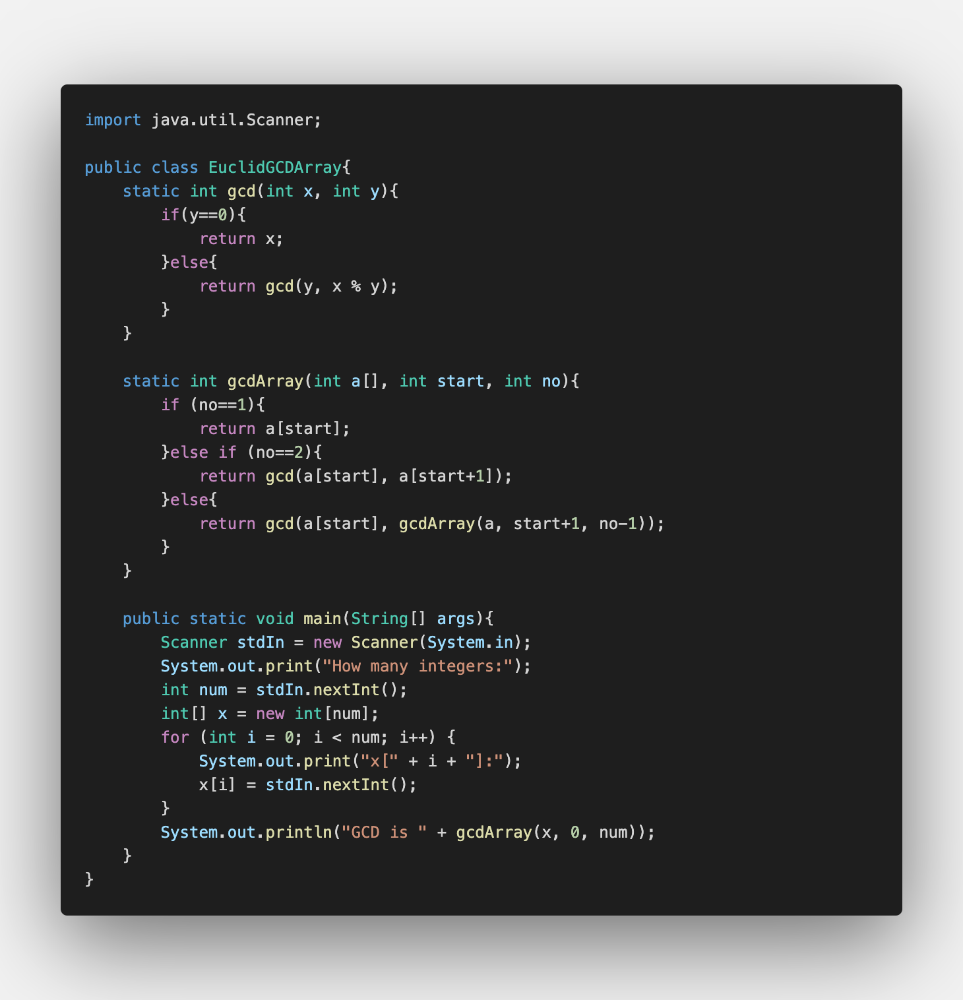 import java.util.Scanner;

public class EuclidGCDArray{
    static int gcd(int x, int y){
        if(y==0){
            return x;
        }else{
            return gcd(y, x % y);
        }
    }

    static int gcdArray(int a[], int start, int no){
        if (no==1){
            return a[start];
        }else if (no==2){
            return gcd(a[start], a[start+1]);
        }else{
            return gcd(a[start], gcdArray(a, start+1, no-1));
        }
    }

    public static void main(String[] args){
        Scanner stdIn = new Scanner(System.in);
        System.out.print("How many integers:");
        int num = stdIn.nextInt();
        int[] x = new int[num];
        for (int i = 0; i < num; i++) {
            System.out.print("x[" + i + "]:");
            x[i] = stdIn.nextInt();
        }
        System.out.println("GCD is " + gcdArray(x, 0, num));
    }
}